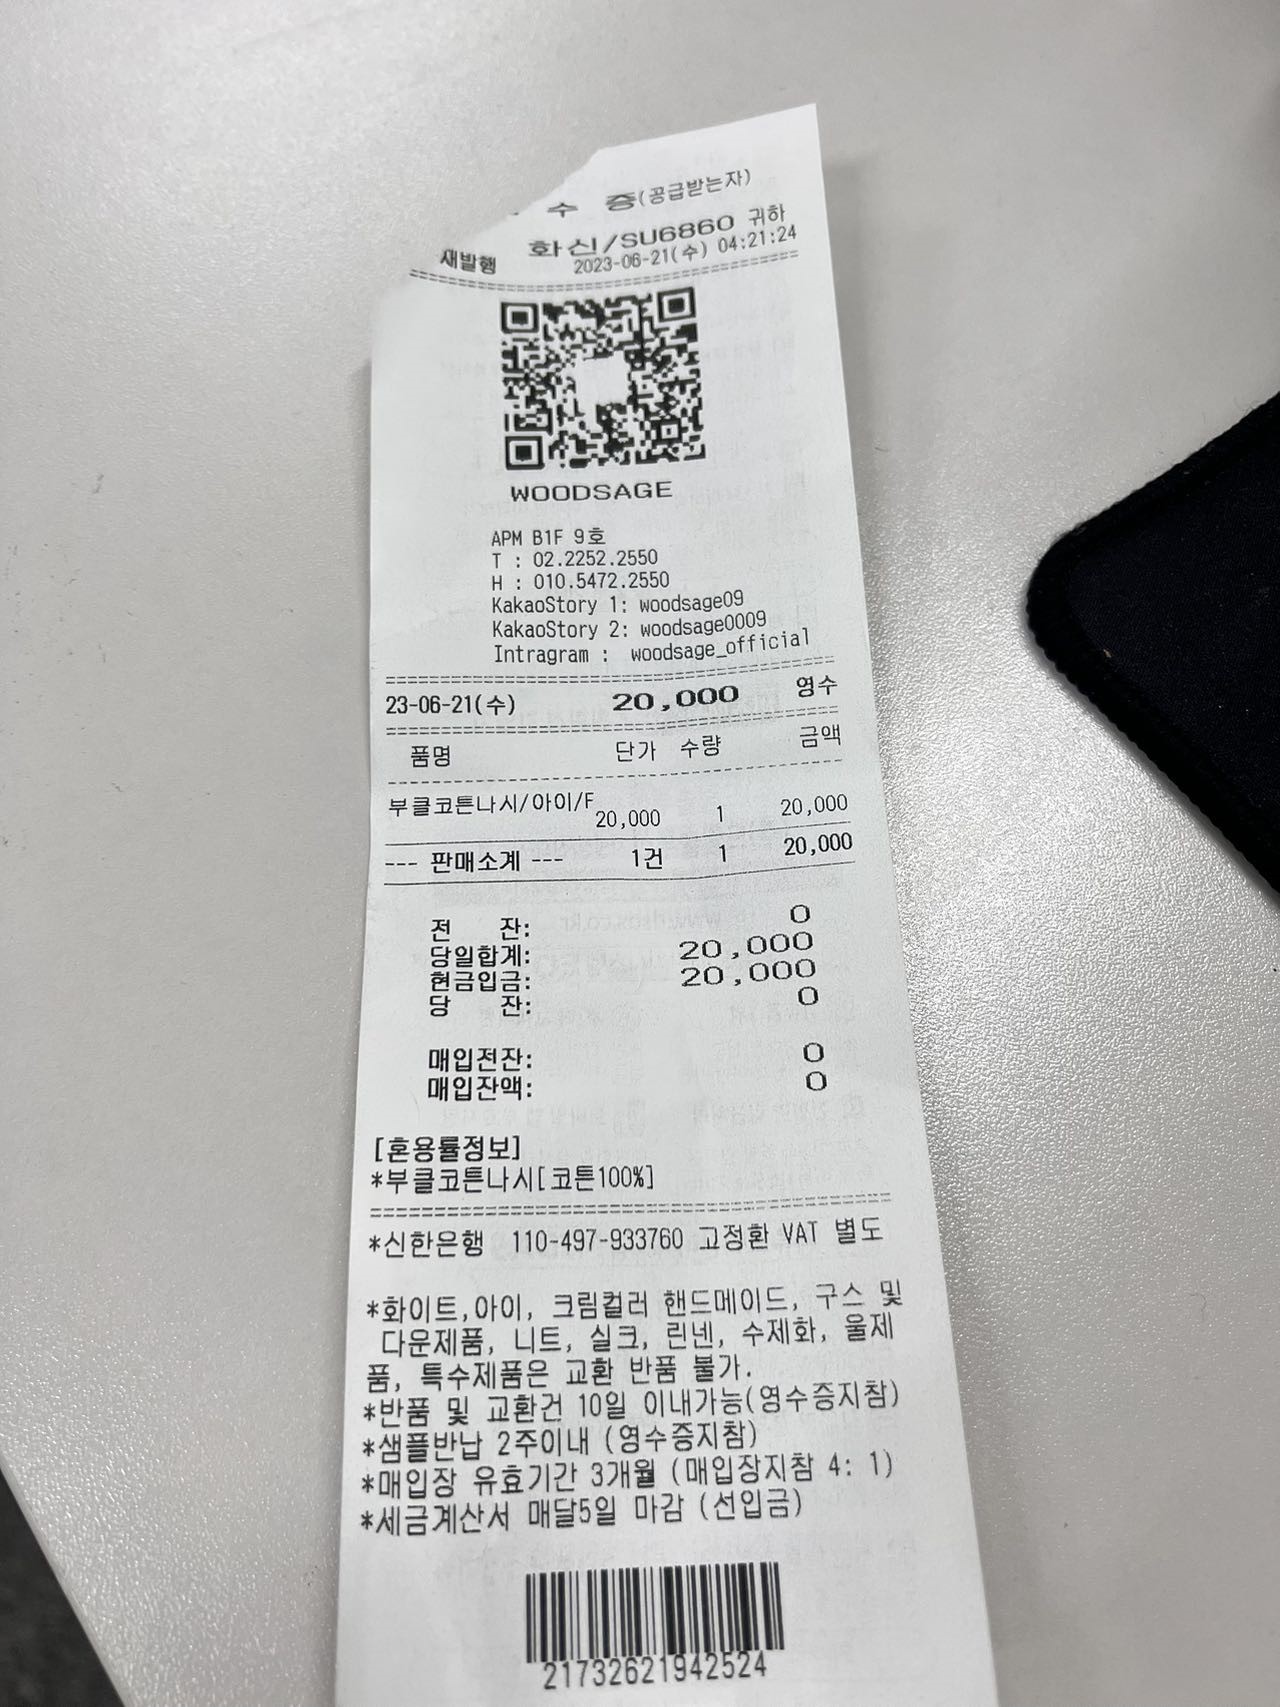 수 증(공급받는자)
화신/SU6860 귀하
재발행 2023-06-21(수) 04:21:24
WOODSAGE
APM B1F 9호
T : 02.2252.2550
H : 010.5472.2550
KakaoStory 1: woodsage09
KakaoStory 2: woodsage0009
Intragram : woodsage_official
23-06-21(수) 20,000 영수
품명 단가 수량 금액
부클코튼나시/아이/F
20,000 1 20,000
--- 판매소계 --- 1건 1 20,000
전 잔: 0
당일합계: 20,000
현금입금: 20,000
당 잔: 0
매입전잔: 0
매입잔액: 0
[혼용률정보]
*부클코튼나시[코튼100%]
*신한은행 110-497-933760 고정환 VAT 별도
*화이트,아이, 크림컬러 핸드메이드, 구스 및
다운제품, 니트, 실크, 린넨, 수제화, 울제
품, 특수제품은 교환 반품 불가.
*반품 및 교환건 10일 이내가능(영수증지참)
*샘플반납 2주이내 (영수증지참)
*매입장 유효기간 3개월 (매입장지참 4: 1)
*세금계산서 매달5일 마감 (선입금)
21732621942524